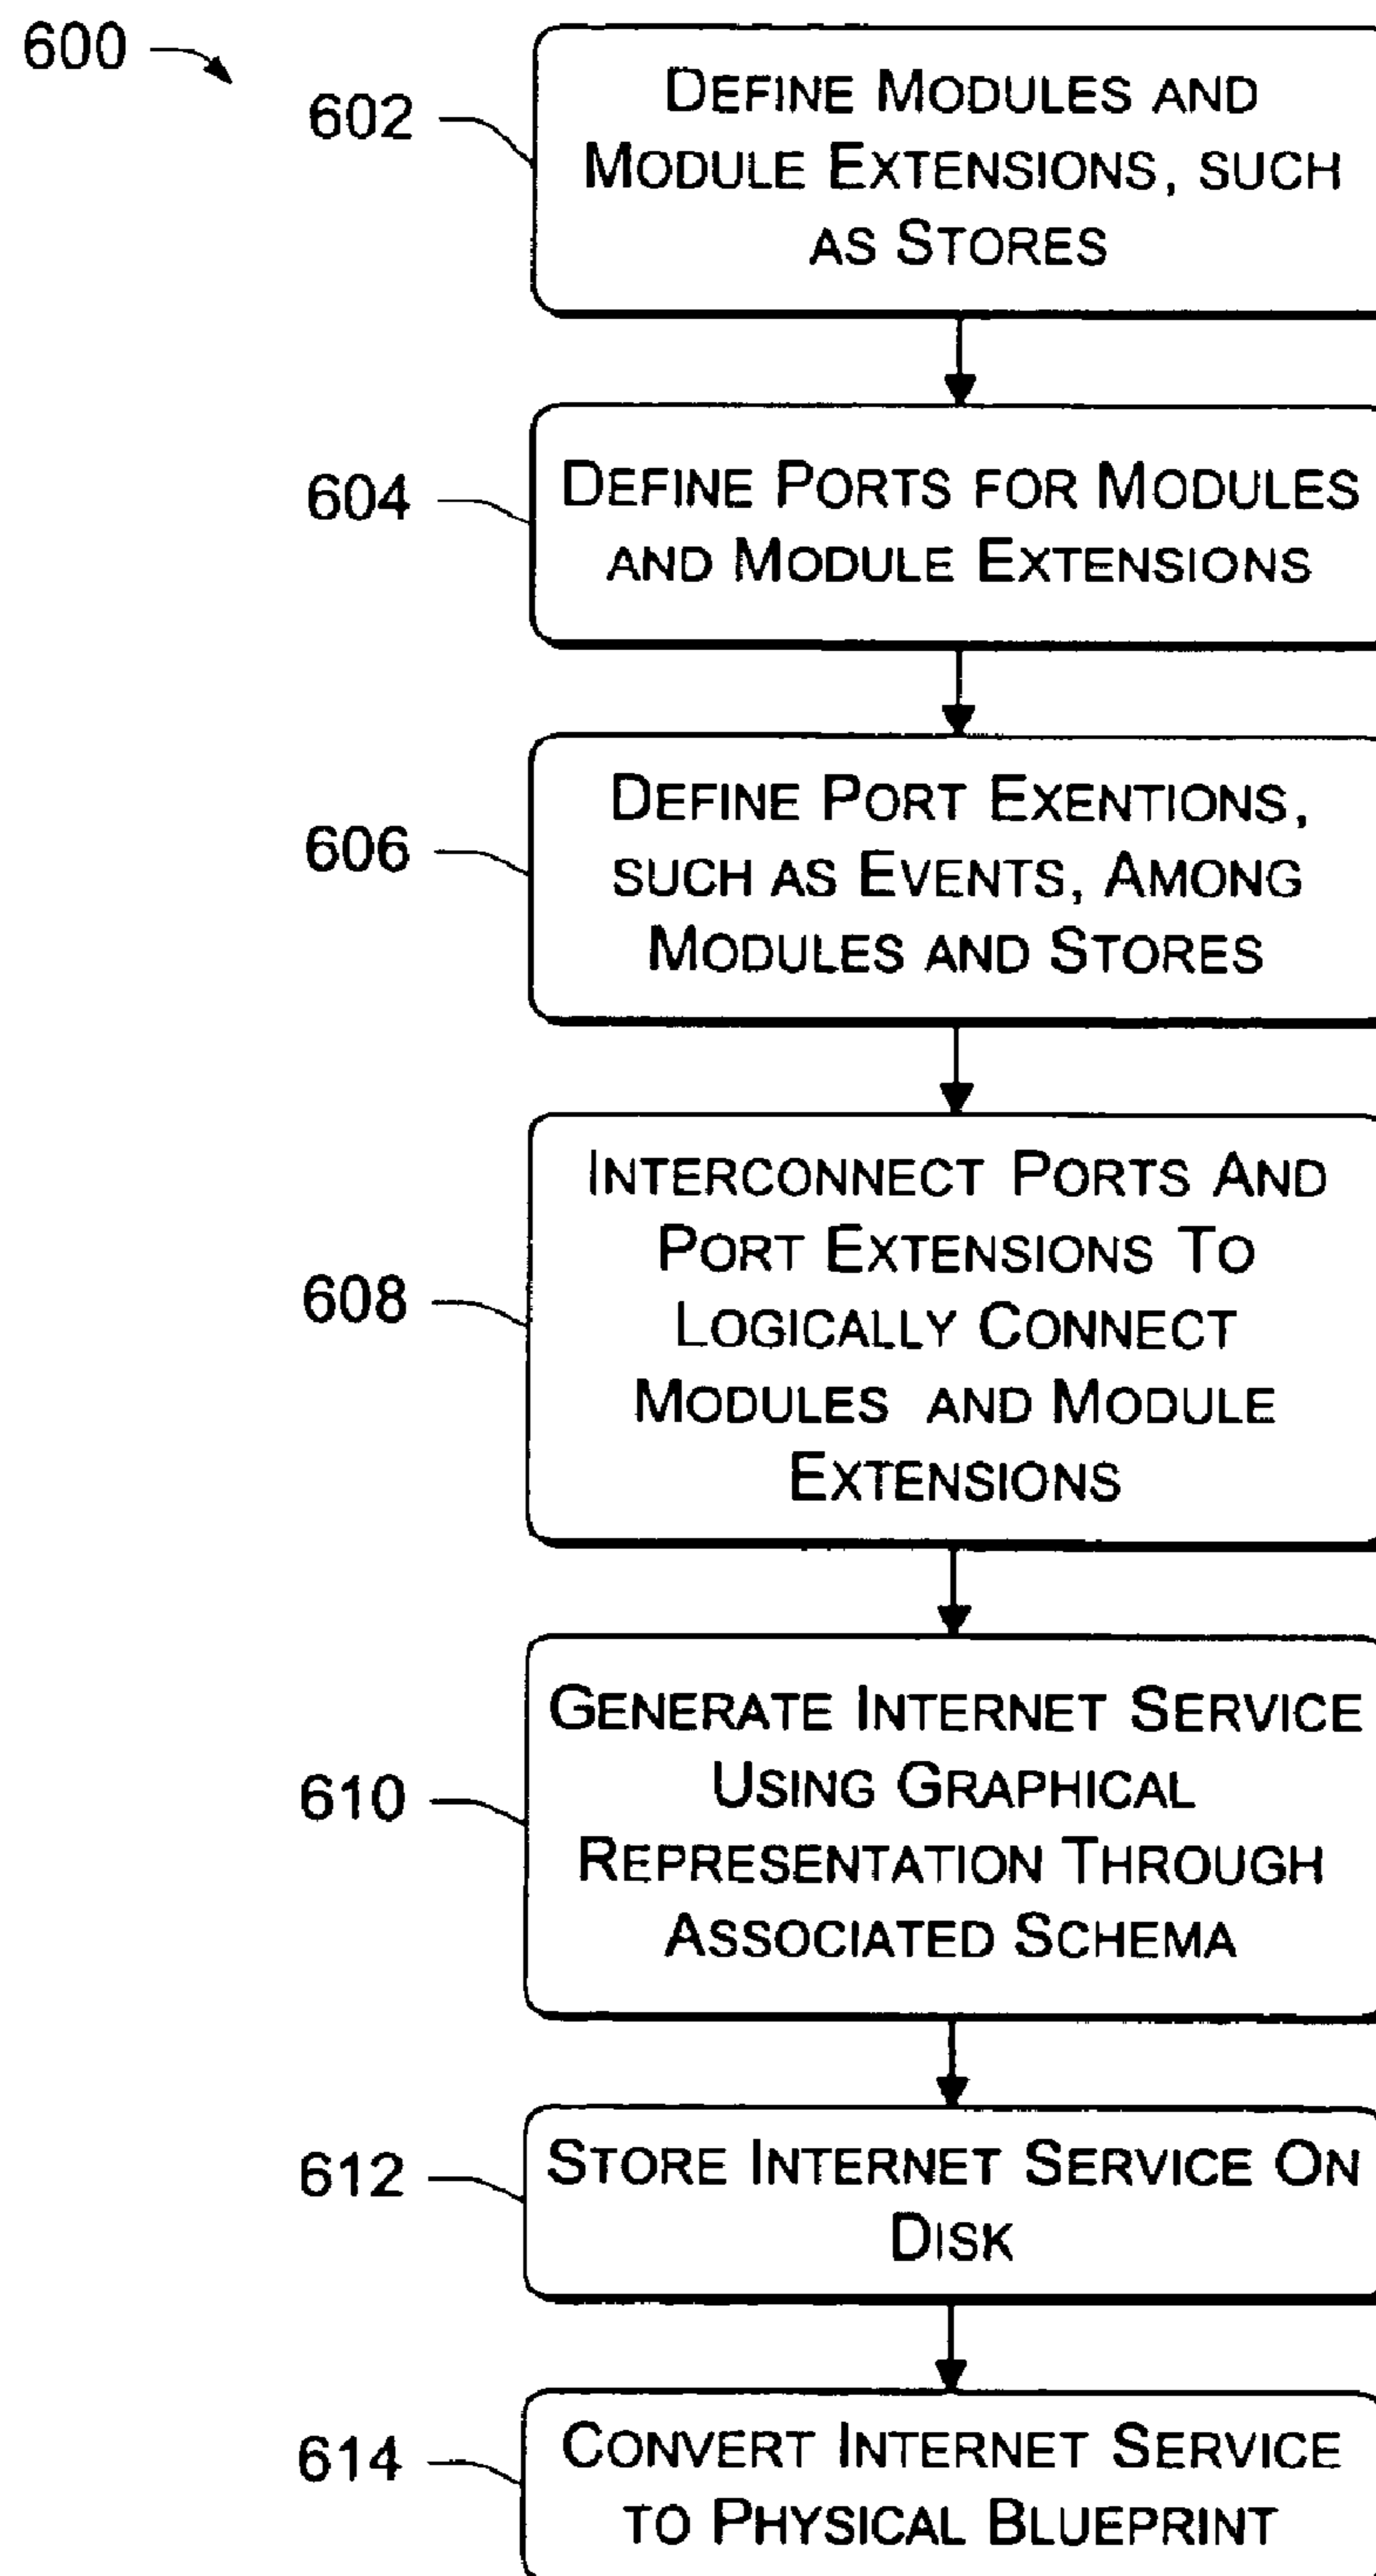 600
602
DEFINE MODULES AND
MODULE EXTENSIONS, SUCH
AS STORES
604
DEFINE PORTS FOR MODULES
AND MODULE EXTENSIONS
606
DEFINE PORT EXENTIONS,
SUCH AS EVENTS, AMONG
MODULES AND STORES
608
INTERCONNECT PORTS AND
PORT EXTENSIONS TO
LOGICALLY CONNECT
MODULES AND MODULE
EXTENSIONS
610
GENERATE INTERNET SERVICE
USING GRAPHICAL
REPRESENTATION THROUGH
ASSOCIATED SCHEMA
612
STORE INTERNET SERVICE ON
DISK
614
CONVERT INTERNET SERVICE
TO PHYSICAL BLUEPRINT